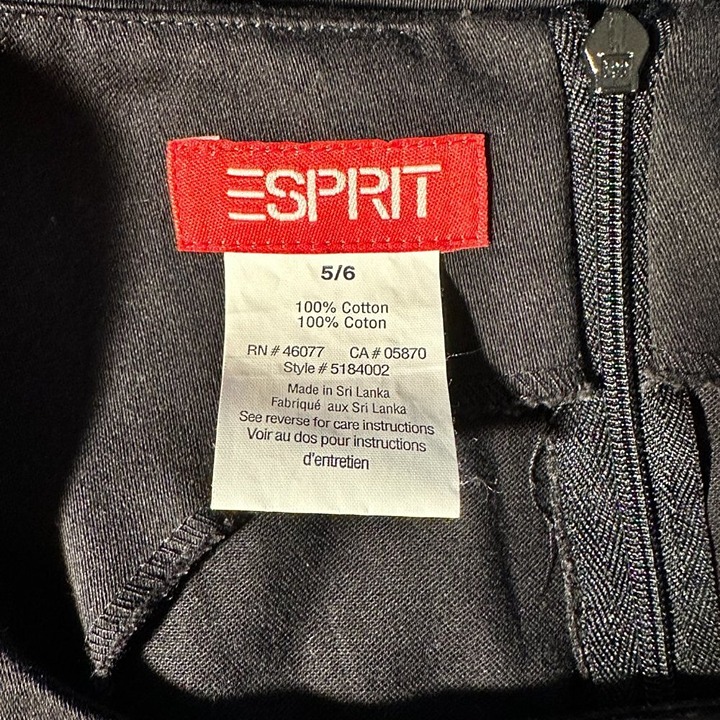 ESPRIT
5/6
100% Cotton
100% Coton
RN # 46077 CA # 05870
Style # 5184002
Made in Sri Lanka
Fabriqué aux Sri Lanka
See reverse for care instructions
Voir au dos pour instructions
d'entretien